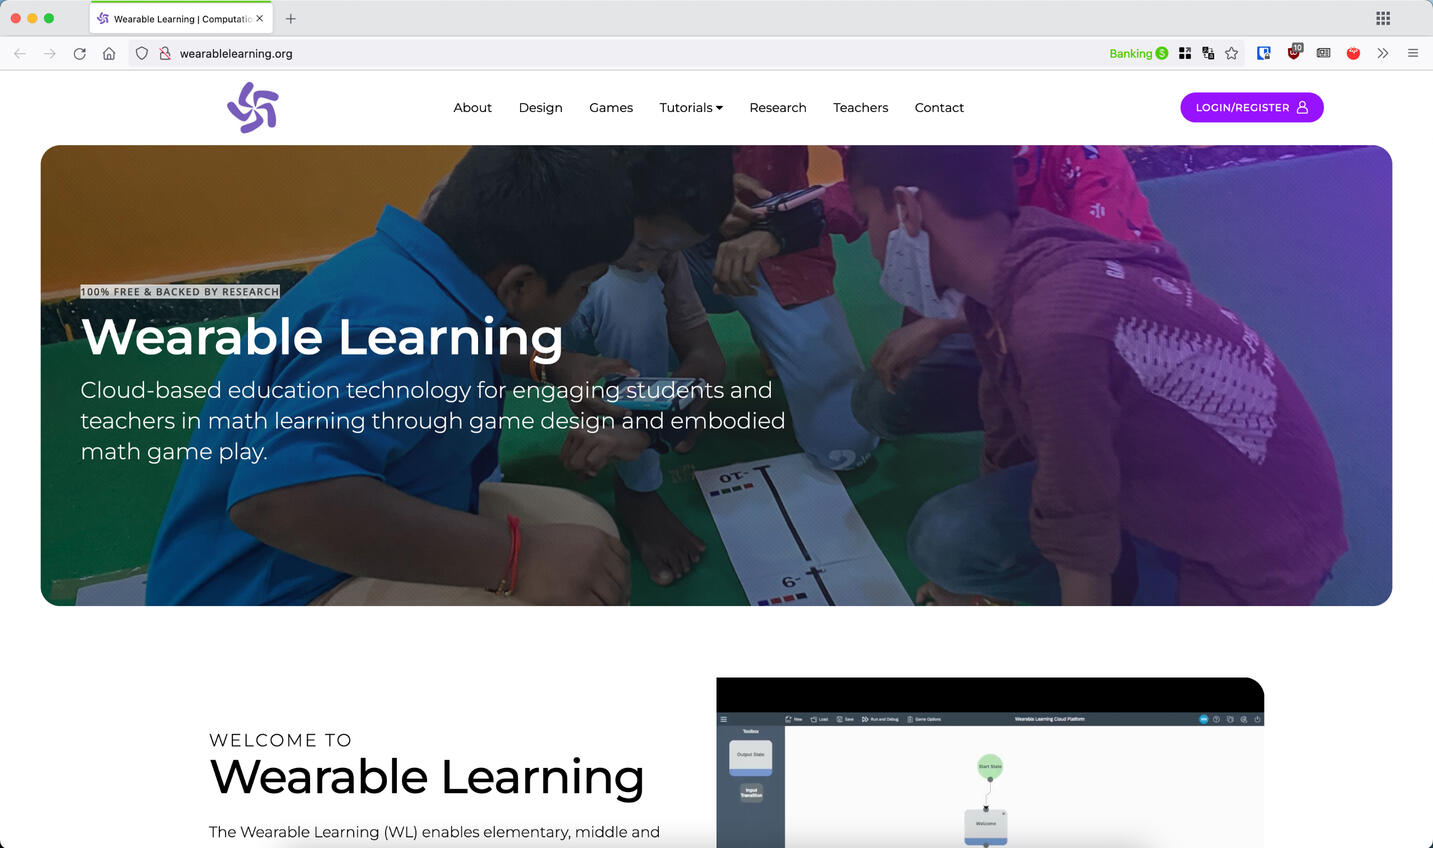 Wearable Learning | Computatio
wearablelearning.org
Banking
10
About
Design
Games
Tutorials
Research
Teachers
Contact
LOGIN/REGISTER
100% FREE & BACKED BY RESEARCH
Wearable Learning
Cloud-based education technology for engaging students and
teachers in math learning through game design and embodied
math game play.
-10
-9
WELCOME TO
Wearable Learning
The Wearable Learning (WL) enables elementary, middle and
New
Load
Save
Run and Debug
Game Options
Wearable Learning Cloud Platform
Toolbox
Output State
Input
Transition
Start State
Welcome